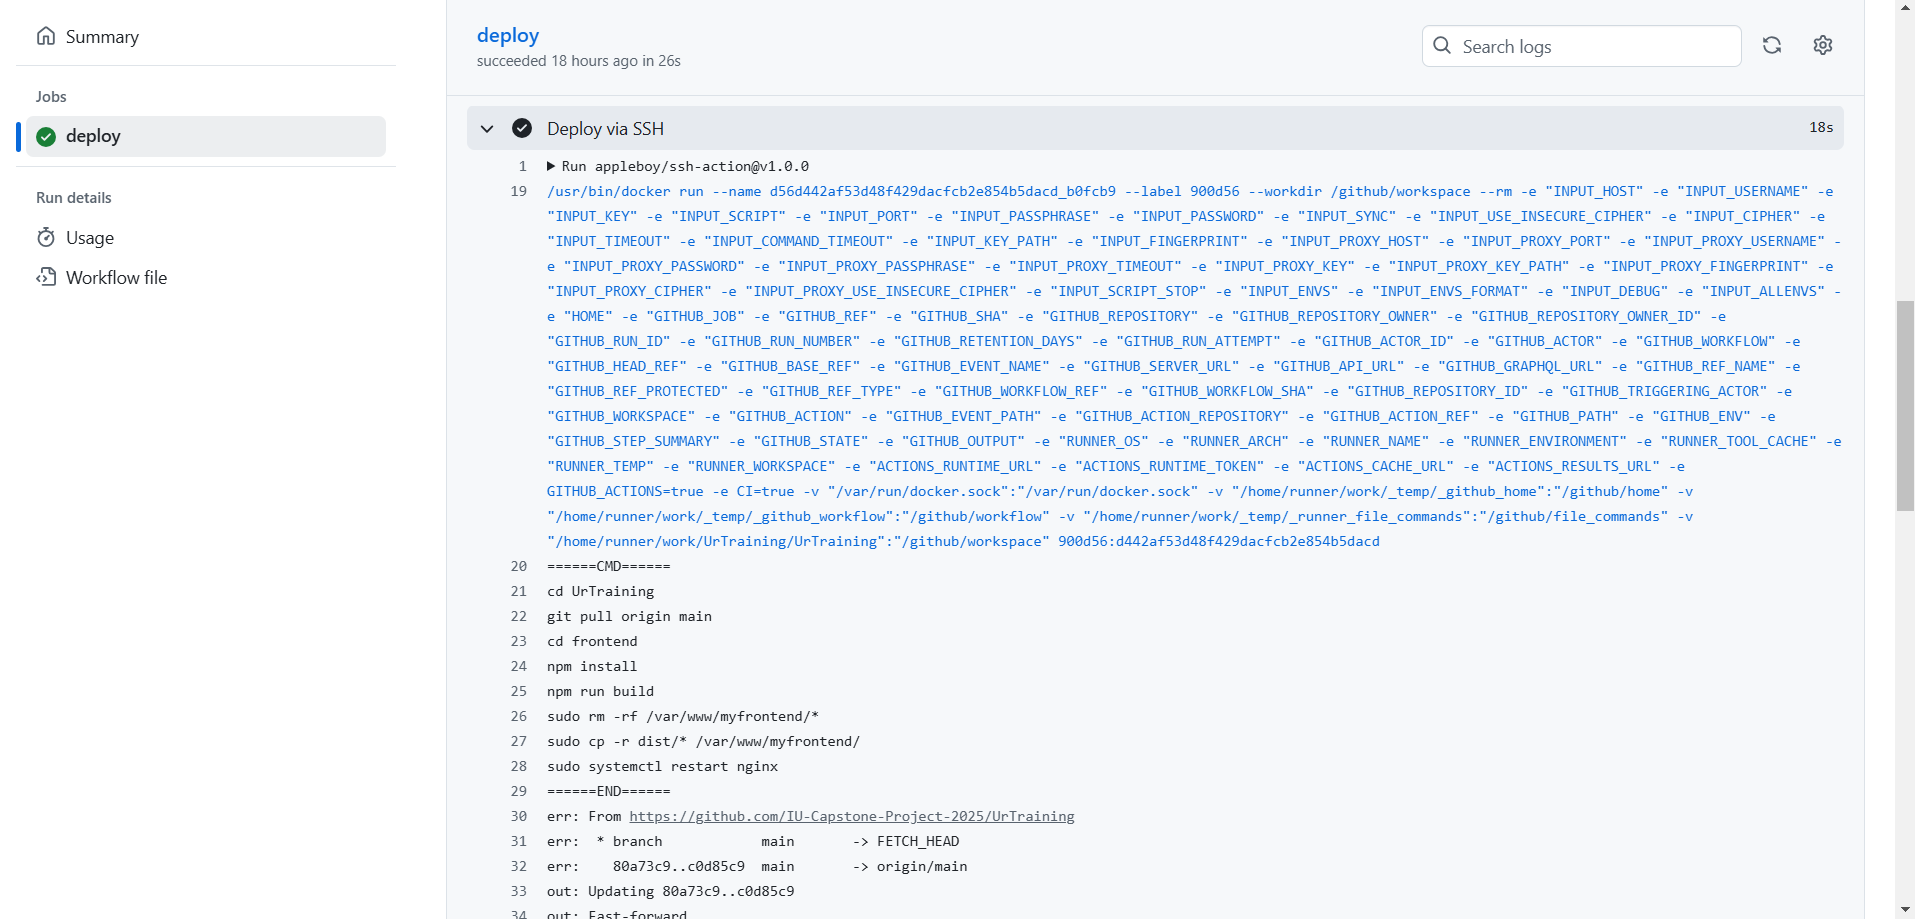 Summary
Jobs
deploy
Run details
Usage
Workflow file
deploy
succeeded 18 hours ago in 26s
Search logs
Deploy via SSH
18s
1 Run appleboy/ssh-action@v1.0.0
19 /usr/bin/docker run --name d56d442af53d48f429dacfcb2e854b5dacd_b0fcb9 --label 900d56 --workdir /github/workspace --rm -e "INPUT_HOST" -e "INPUT_USERNAME" -e
"INPUT_KEY" -e "INPUT_SCRIPT" -e "INPUT_PORT" -e "INPUT_PASSPHRASE" -e "INPUT_PASSWORD" -e "INPUT_SYNC" -e "INPUT_USE_INSECURE_CIPHER" -e "INPUT_CIPHER" -e
"INPUT_TIMEOUT" -e "INPUT_COMMAND_TIMEOUT" -e "INPUT_KEY_PATH" -e "INPUT_FINGERPRINT" -e "INPUT_PROXY_HOST" -e "INPUT_PROXY_PORT" -e "INPUT_PROXY_USERNAME" -
e "INPUT_PROXY_PASSWORD" -e "INPUT_PROXY_PASSPHRASE" -e "INPUT_PROXY_TIMEOUT" -e "INPUT_PROXY_KEY" -e "INPUT_PROXY_KEY_PATH" -e "INPUT_PROXY_FINGERPRINT" -e
"INPUT_PROXY_CIPHER" -e "INPUT_PROXY_USE_INSECURE_CIPHER" -e "INPUT_SCRIPT_STOP" -e "INPUT_ENVS" -e "INPUT_ENVS_FORMAT" -e "INPUT_DEBUG" -e "INPUT_ALLENVS" -
e "HOME" -e "GITHUB_JOB" -e "GITHUB_REF" -e "GITHUB_SHA" -e "GITHUB_REPOSITORY" -e "GITHUB_REPOSITORY_OWNER" -e "GITHUB_REPOSITORY_OWNER_ID" -e
"GITHUB_RUN_ID" -e "GITHUB_RUN_NUMBER" -e "GITHUB_RETENTION_DAYS" -e "GITHUB_RUN_ATTEMPT" -e "GITHUB_ACTOR_ID" -e "GITHUB_ACTOR" -e "GITHUB_WORKFLOW" -e
"GITHUB_HEAD_REF" -e "GITHUB_BASE_REF" -e "GITHUB_EVENT_NAME" -e "GITHUB_SERVER_URL" -e "GITHUB_API_URL" -e "GITHUB_GRAPHQL_URL" -e "GITHUB_REF_NAME" -e
"GITHUB_REF_PROTECTED" -e "GITHUB_REF_TYPE" -e "GITHUB_WORKFLOW_REF" -e "GITHUB_WORKFLOW_SHA" -e "GITHUB_REPOSITORY_ID" -e "GITHUB_TRIGGERING_ACTOR" -e
"GITHUB_WORKSPACE" -e "GITHUB_ACTION" -e "GITHUB_EVENT_PATH" -e "GITHUB_ACTION_REPOSITORY" -e "GITHUB_ACTION_REF" -e "GITHUB_PATH" -e "GITHUB_ENV" -e
"GITHUB_STEP_SUMMARY" -e "GITHUB_STATE" -e "GITHUB_OUTPUT" -e "RUNNER_OS" -e "RUNNER_ARCH" -e "RUNNER_NAME" -e "RUNNER_ENVIRONMENT" -e "RUNNER_TOOL_CACHE" -e
"RUNNER_TEMP" -e "RUNNER_WORKSPACE" -e "ACTIONS_RUNTIME_URL" -e "ACTIONS_RUNTIME_TOKEN" -e "ACTIONS_CACHE_URL" -e "ACTIONS_RESULTS_URL" -e
GITHUB_ACTIONS=true -e CI=true -v "/var/run/docker.sock":"/var/run/docker.sock" -v "/home/runner/work/_temp/_github_home":"/github/home" -v
"/home/runner/work/_temp/_github_workflow":"/github/workflow" -v "/home/runner/work/_temp/_runner_file_commands":"/github/file_commands" -v
"/home/runner/work/UrTraining/UrTraining":"/github/workspace" 900d56:d442af53d48f429dacfcb2e854b5dacd
20 ======CMD======
21 cd UrTraining
22 git pull origin main
23 cd frontend
24 npm install
25 npm run build
26 sudo rm -rf /var/www/myfrontend/*
27 sudo cp -r dist/* /var/www/myfrontend/
28 sudo systemctl restart nginx
29 ======END======
30 err: From https://github.com/IU-Capstone-Project-2025/UrTraining
31 err:  * branch            main       -> FETCH_HEAD
32 err:    80a73c9..c0d85c9  main       -> origin/main
33 out: Updating 80a73c9..c0d85c9
34 out: Fast-forward